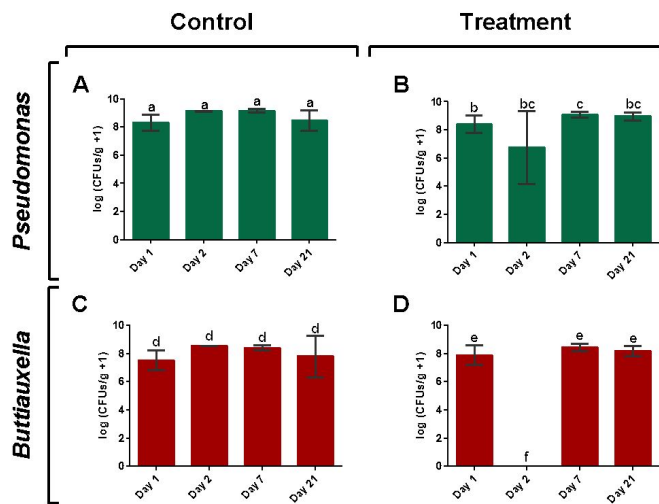 Control
Treatment
Pseudomonas
Buttiauxella
A
log (CFUs/g +1)
10
8
6
4
2
0
a
a
a
a
Day 1
Day 2
Day 7
Day 21
B
log (CFUs/g +1)
10
8
6
4
2
0
b
bc
c
bc
Day 1
Day 2
Day 7
Day 21
C
log (CFUs/g +1)
10
8
6
4
2
0
d
d
d
d
Day 1
Day 2
Day 7
Day 21
D
log (CFUs/g +1)
10
8
6
4
2
0
e
f
e
e
Day 1
Day 2
Day 7
Day 21